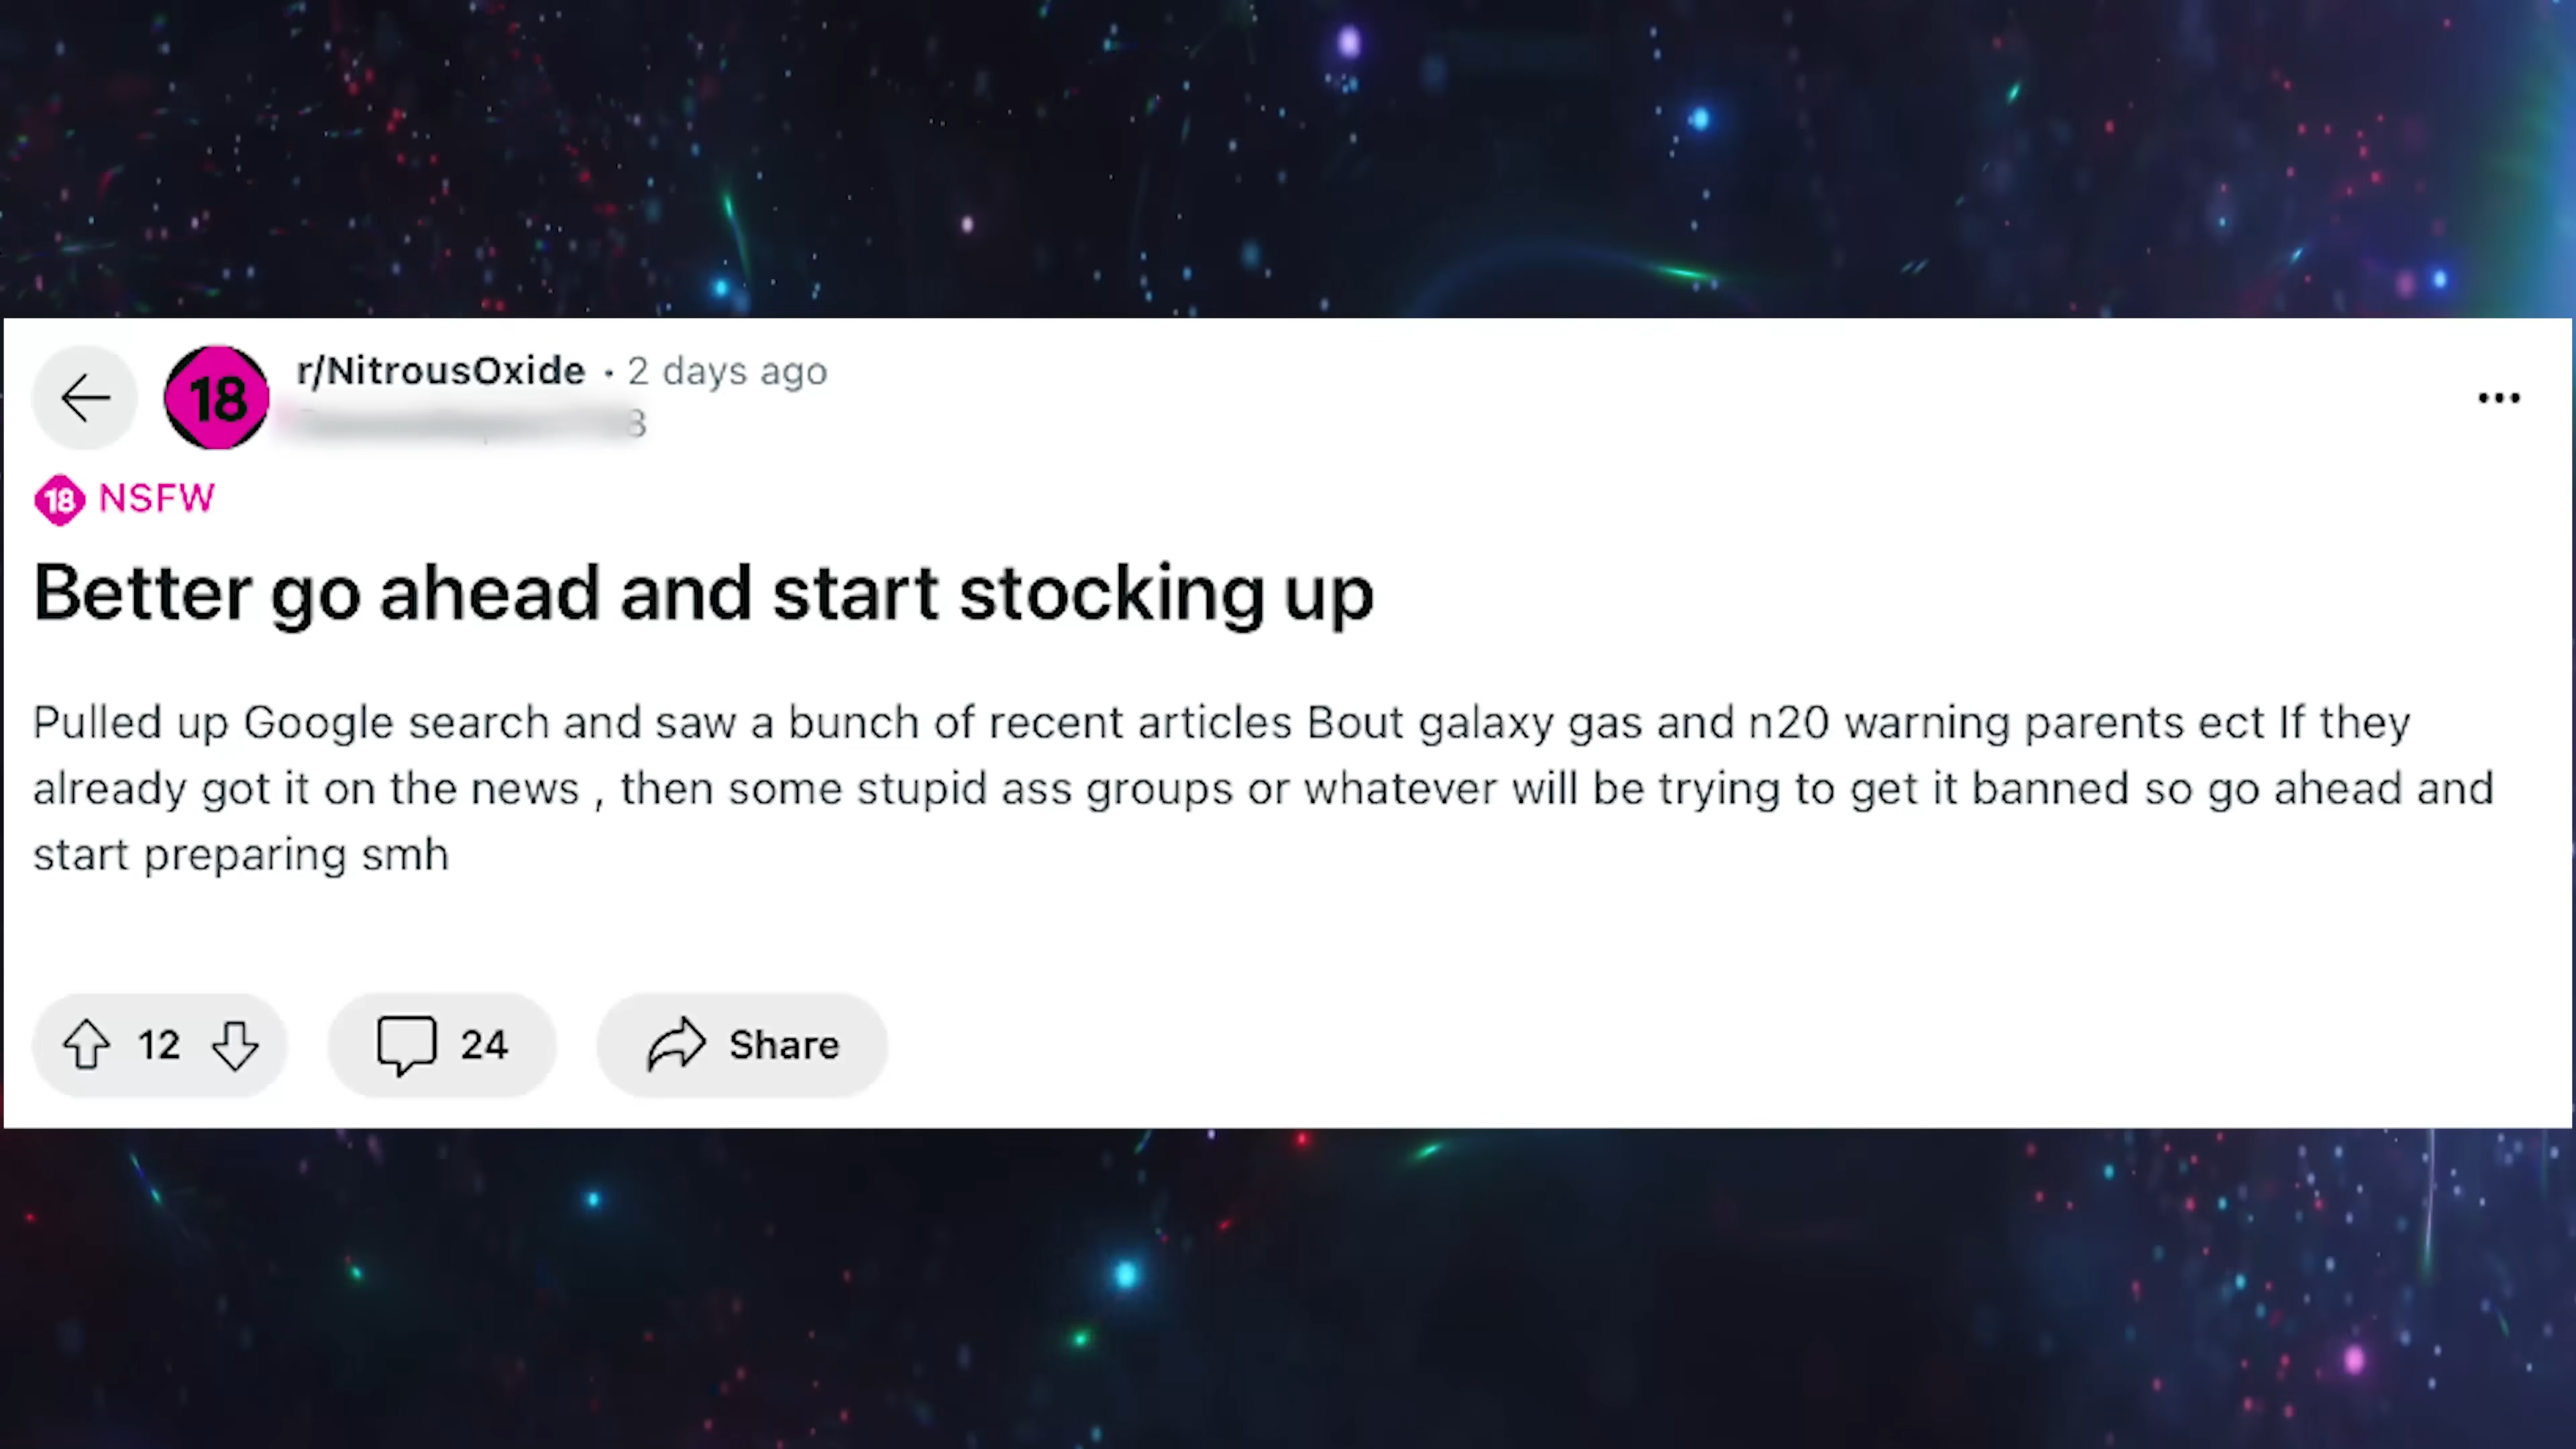 18
r/NitrousOxide • 2 days ago
18 NSFW
Better go ahead and start stocking up
Pulled up Google search and saw a bunch of recent articles Bout galaxy gas and n20 warning parents ect If they
already got it on the news , then some stupid ass groups or whatever will be trying to get it banned so go ahead and
start preparing smh
12
24
Share